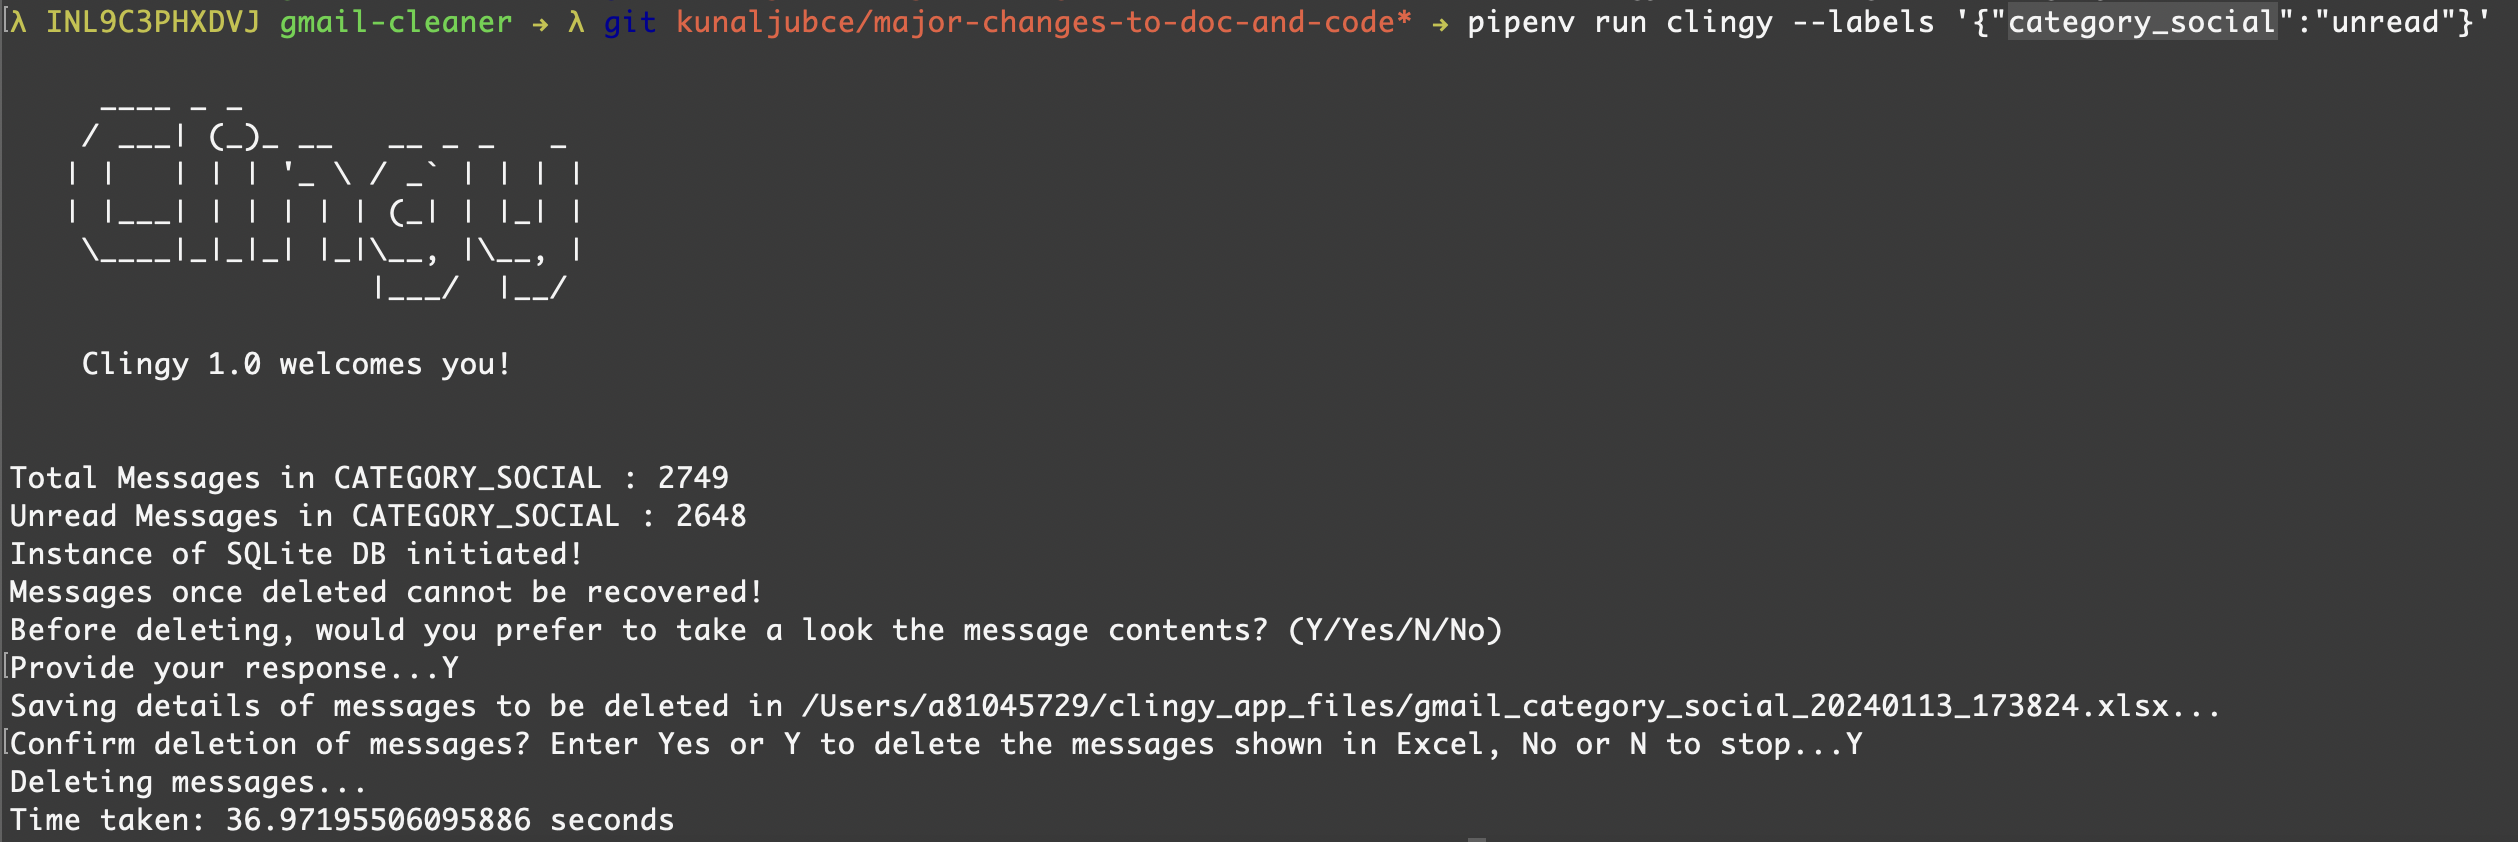 λ INL9C3PHXDVJ gmail-cleaner → λ git kunaljubce/major-changes-to-doc-and-code* → pipenv run clingy --labels '{"category_social":"unread"}'
  ____ _ _
 / ___| (_)_ __   __ _ _   _
| |   | | | '_ \ / _` | | | |
| |___| | | | | | (_| | |_| |
 \____|_|_|_| |_|\__, |\__, |
                 |___/  |__/
Clingy 1.0 welcomes you!
Total Messages in CATEGORY_SOCIAL : 2749
Unread Messages in CATEGORY_SOCIAL : 2648
Instance of SQLite DB initiated!
Messages once deleted cannot be recovered!
Before deleting, would you prefer to take a look the message contents? (Y/Yes/N/No)
Provide your response...Y
Saving details of messages to be deleted in /Users/a81045729/clingy_app_files/gmail_category_social_20240113_173824.xlsx...
Confirm deletion of messages? Enter Yes or Y to delete the messages shown in Excel, No or N to stop...Y
Deleting messages...
Time taken: 36.97195506095886 seconds